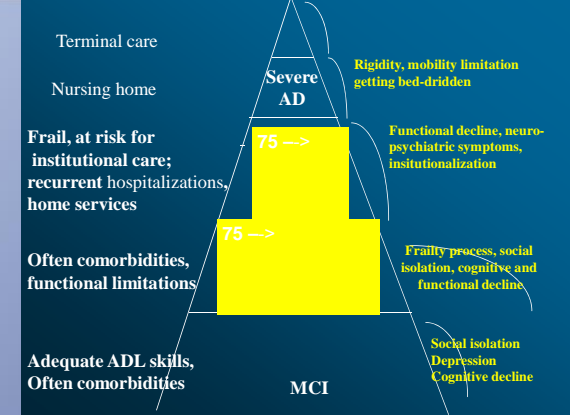 Terminal care
Nursing home
Frail, at risk for
institutional care;
recurrent hospitalizations,
home services
Often comorbidities,
functional limitations
Adequate ADL skills,
Often comorbidities
Severe
AD
75 --->
75 --->
MCI
Rigidity, mobility limitation
getting bed-dridden
Functional decline, neuro-
psychiatric symptoms,
insitutionalization
Frailty process, social
isolation, cognitive and
functional decline
Social isolation
Depression
Cognitive decline